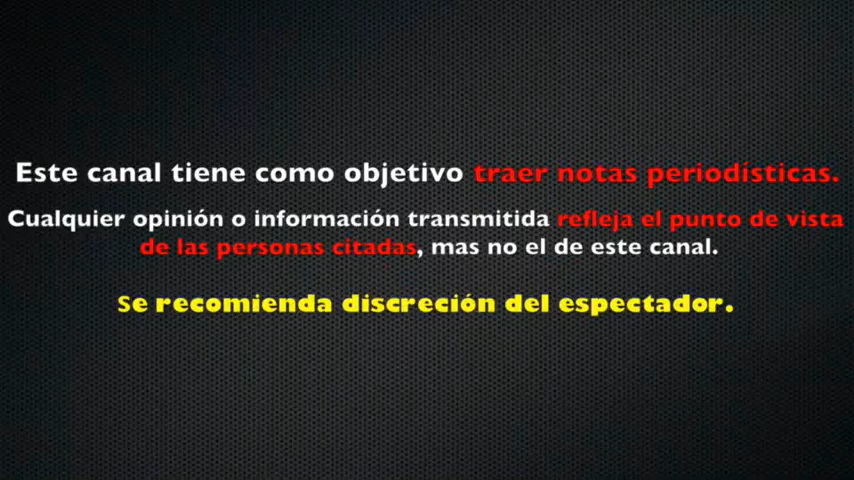 Este canal tiene como objetivo traer notas periodísticas.
Cualquier opinión o información transmitida refleja el punto de vista
de las personas citadas, mas no el de este canal.
Se recomienda discreción del espectador.